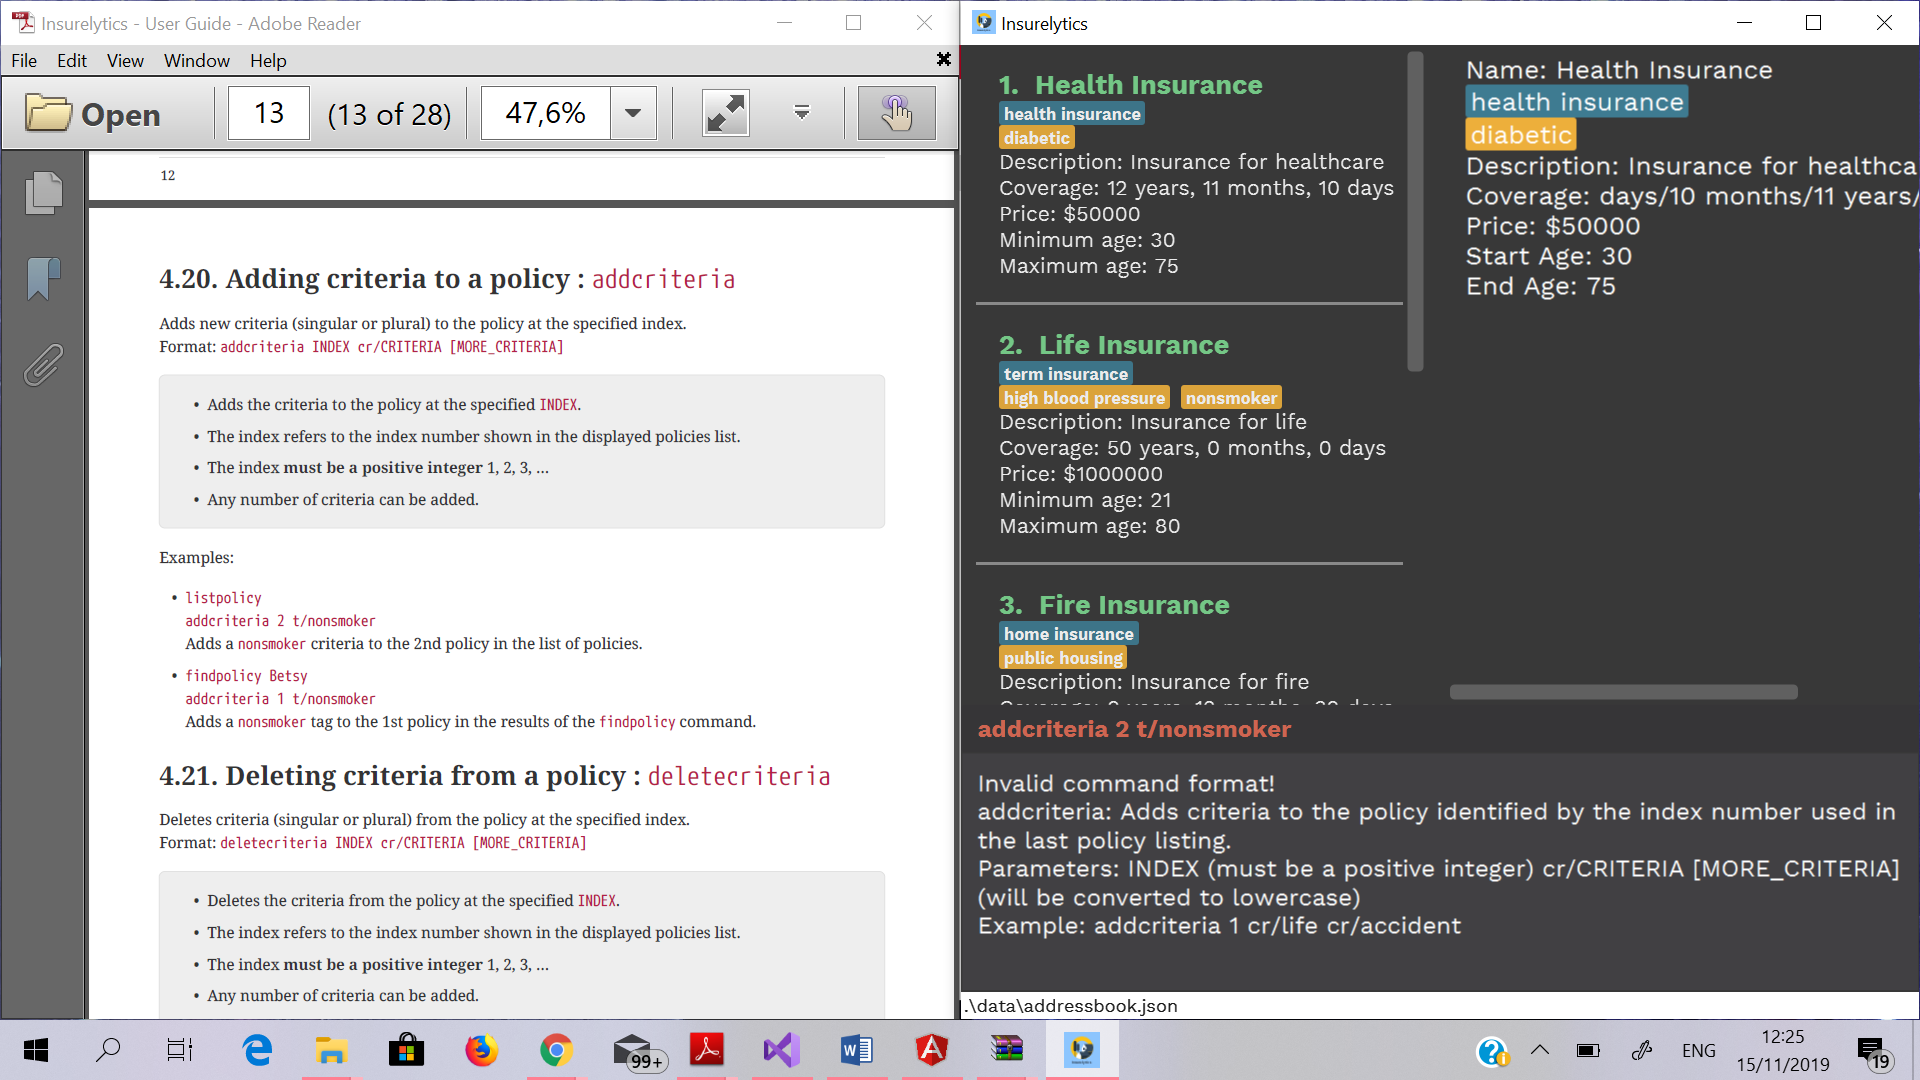 Insurelytics - User Guide - Adobe Reader
File Edit View Window Help
Open 13 (13 of 28) 47,6%
12
4.20. Adding criteria to a policy : addcriteria
Adds new criteria (singular or plural) to the policy at the specified index.
Format: addcriteria INDEX cr/CRITERIA [MORE_CRITERIA]
• Adds the criteria to the policy at the specified INDEX.
• The index refers to the index number shown in the displayed policies list.
• The index must be a positive integer 1, 2, 3, …
• Any number of criteria can be added.
Examples:
• listpolicy
addcriteria 2 t/nonsmoker
Adds a nonsmoker criteria to the 2nd policy in the list of policies.
• findpolicy Betsy
addcriteria 1 t/nonsmoker
Adds a nonsmoker tag to the 1st policy in the results of the findpolicy command.
4.21. Deleting criteria from a policy : deletecriteria
Deletes criteria (singular or plural) from the policy at the specified index.
Format: deletecriteria INDEX cr/CRITERIA [MORE_CRITERIA]
• Deletes the criteria from the policy at the specified INDEX.
• The index refers to the index number shown in the displayed policies list.
• The index must be a positive integer 1, 2, 3, …
• Any number of criteria can be added.
Insurelytics
1. Health Insurance
health insurance
diabetic
Description: Insurance for healthcare
Coverage: 12 years, 11 months, 10 days
Price: $50000
Minimum age: 30
Maximum age: 75
2. Life Insurance
term insurance
high blood pressure nonsmoker
Description: Insurance for life
Coverage: 50 years, 0 months, 0 days
Price: $1000000
Minimum age: 21
Maximum age: 80
3. Fire Insurance
home insurance
public housing
Description: Insurance for fire
Name: Health Insurance
health insurance
diabetic
Description: Insurance for healthca
Coverage: days/10 months/11 years/
Price: $50000
Start Age: 30
End Age: 75
addcriteria 2 t/nonsmoker
Invalid command format!
addcriteria: Adds criteria to the policy identified by the index number used in
the last policy listing.
Parameters: INDEX (must be a positive integer) cr/CRITERIA [MORE_CRITERIA]
(will be converted to lowercase)
Example: addcriteria 1 cr/life cr/accident
.\data\addressbook.json
99+
ENG
12:25
15/11/2019
19